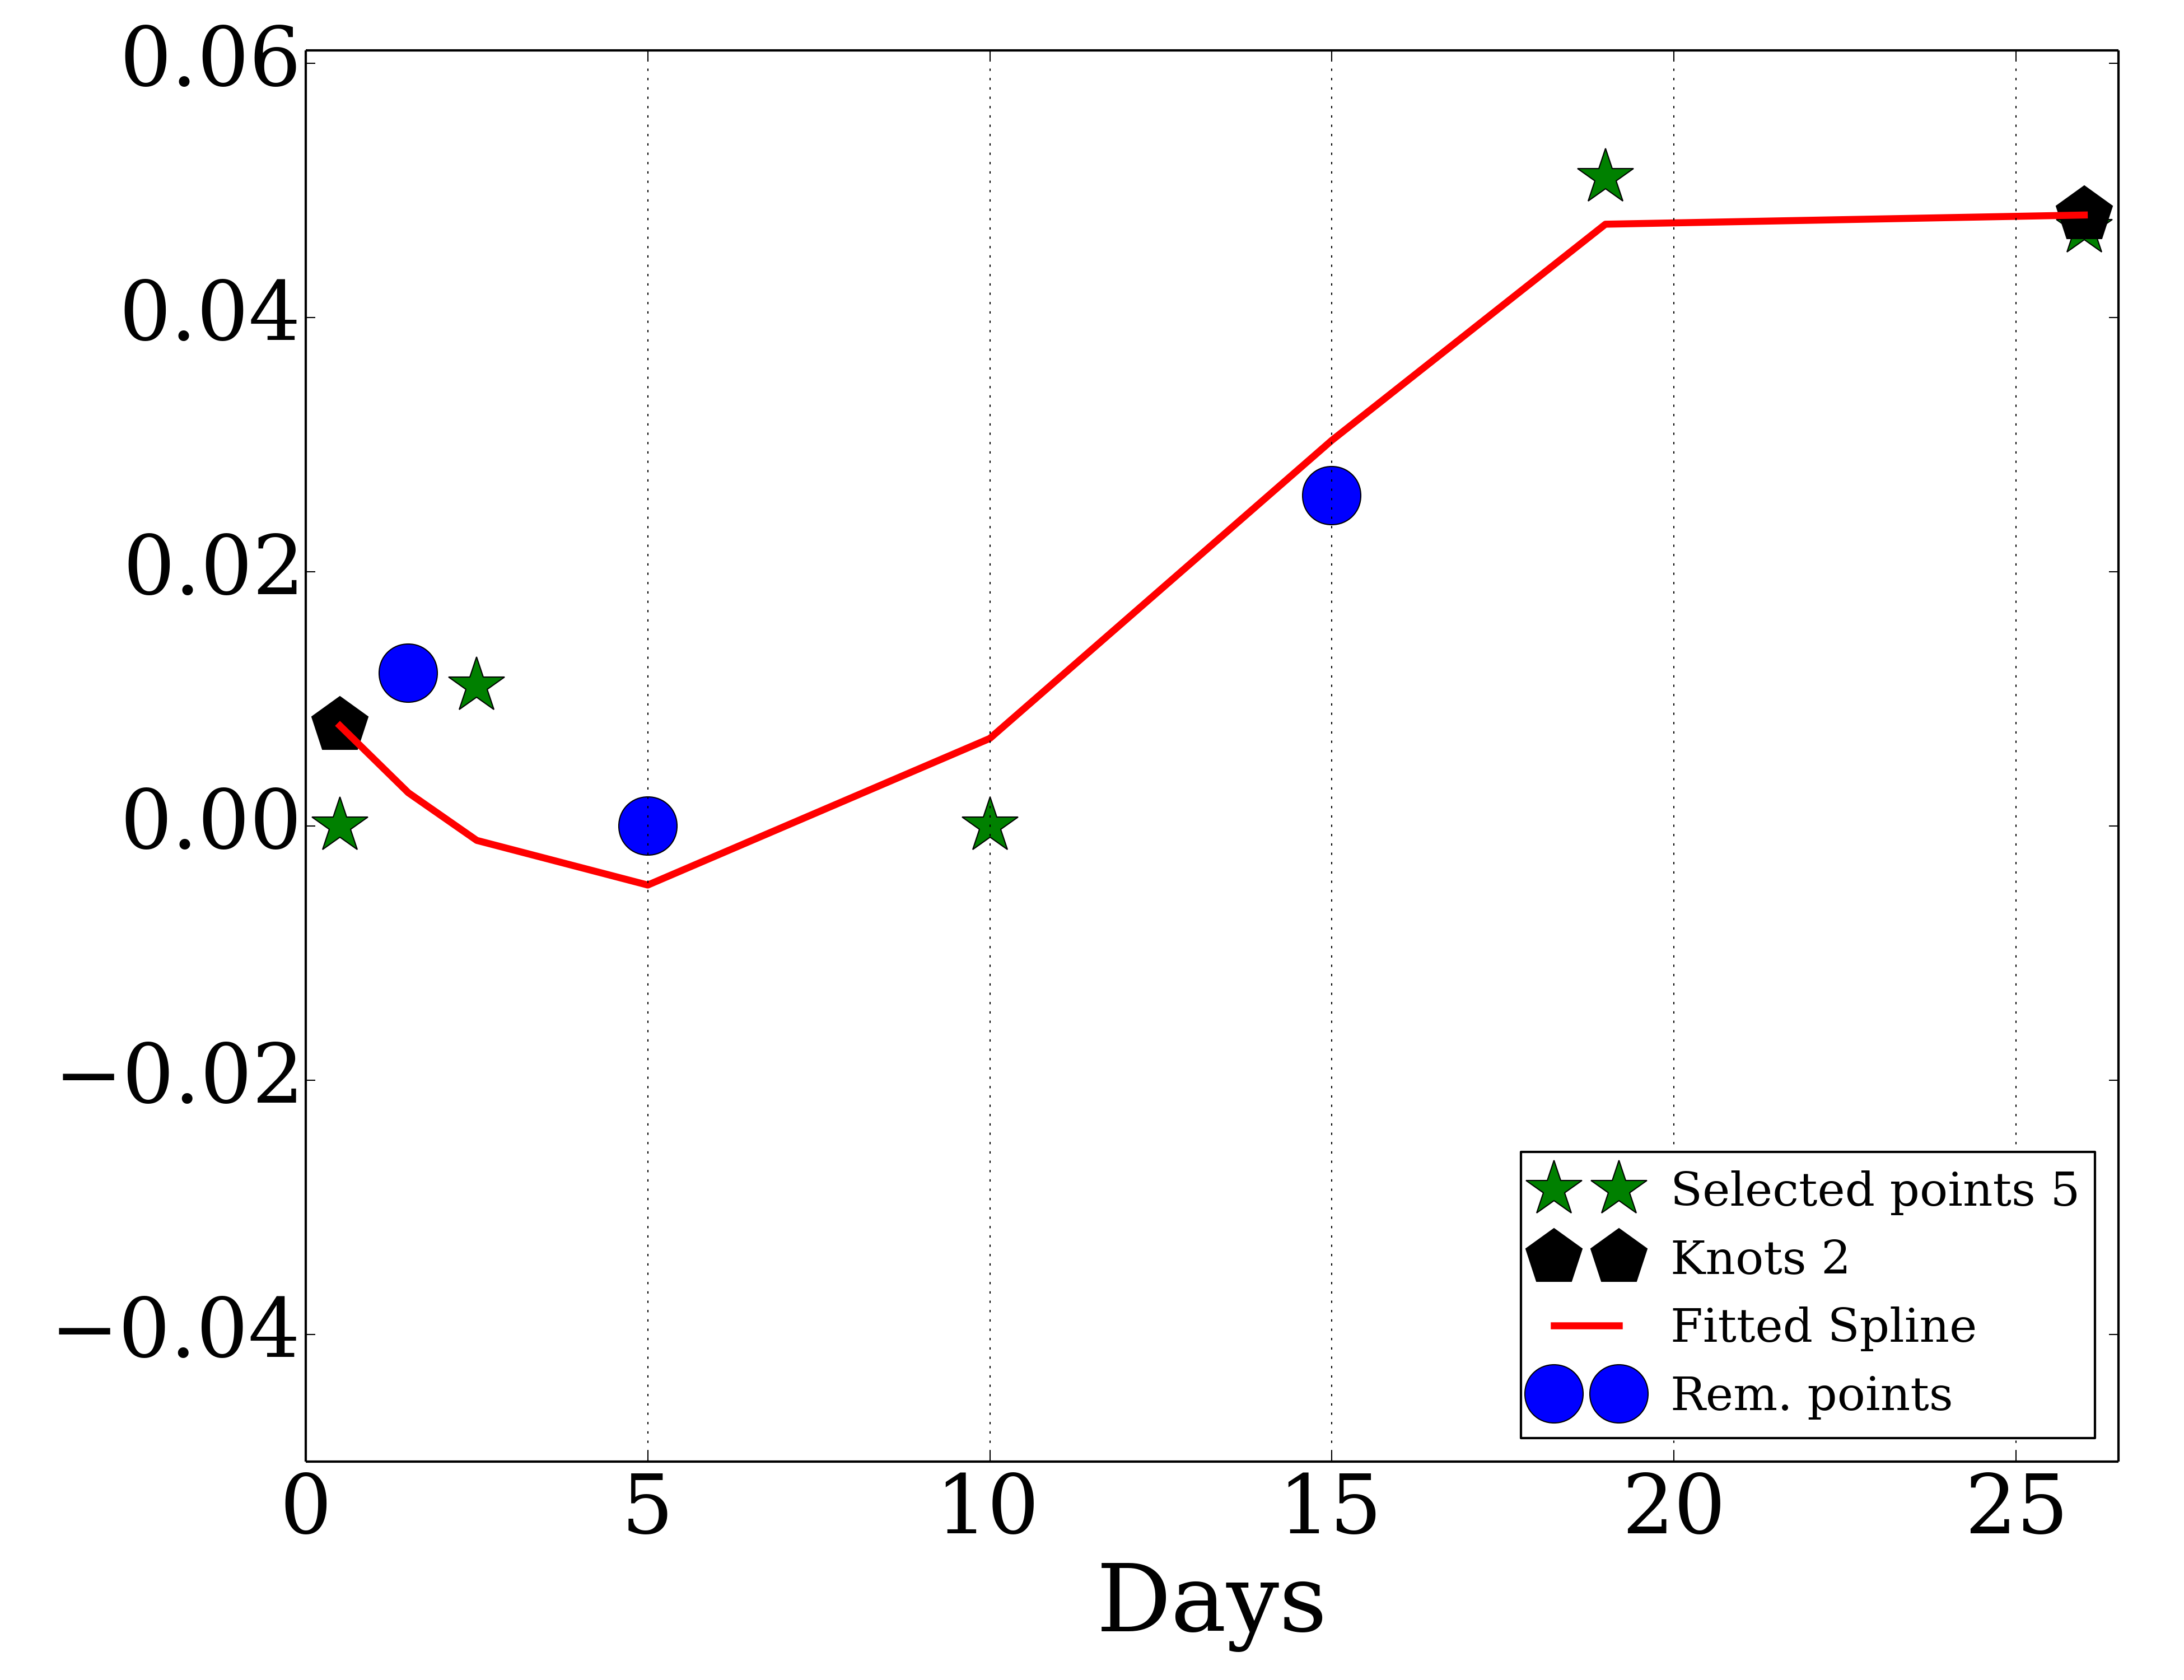 0.06
0.04
0.02
0.00
−0.02
−0.04
0 5 10 15 20 25
Days
Selected points 5
Knots 2
Fitted Spline
Rem. points